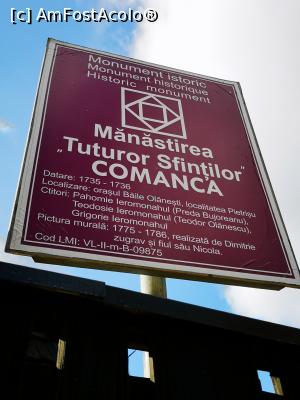 [c] AmFostAcolo®
Monument istoric
Monument historique
Historic monument
Mănăstirea
„Tuturor Sfinților”
COMANCA
Datare: 1735 - 1736
Localizare: orașul Băile Olănești, localitatea Pietrișu
Ctitori: Pahomie Ieromonahul (Preda Bujoreanu),
Teodosie Ieromonahul (Teodor Olănescu),
Grigorie Ieromonahul
Pictura murală: 1775 - 1786, realizată de Dimitrie
zugrav și fiul său Nicola.
Cod LMI: VL-II-m-B-09875